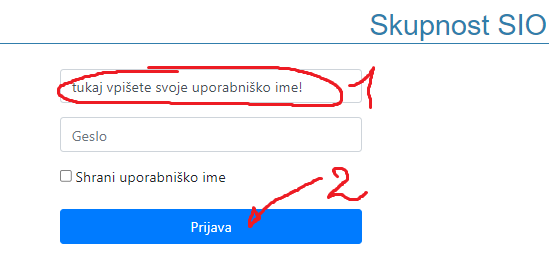 Skupnost SIO
tukaj vpišete svoje uporabniško ime!
1
Geslo
Shrani uporabniško ime
2
Prijava